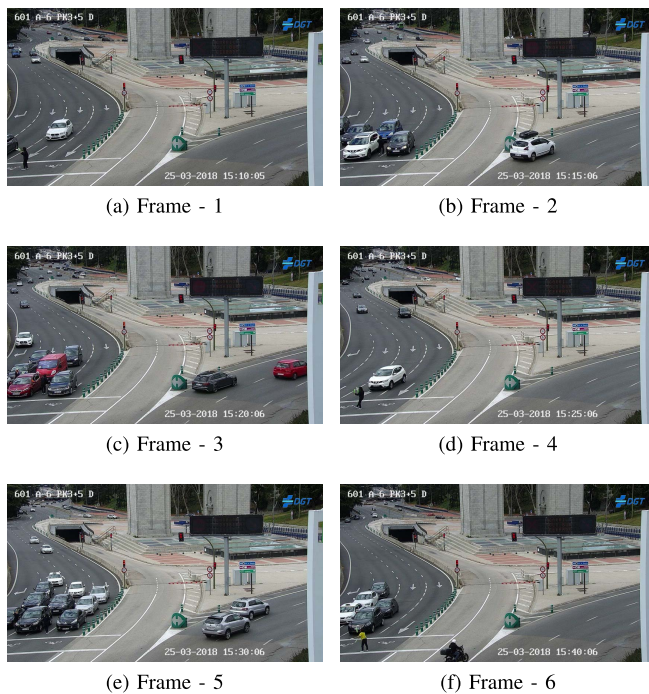 601 A-6 PK3+5 D DGT
601 A-6 PK3+5 D DGT
25-03-2018 15:10:05
25-03-2018 15:15:06
(a) Frame - 1
(b) Frame - 2
601 A-6 PK3+5 D DGT
601 A-6 PK3+5 D DGT
25-03-2018 15:20:06
25-03-2018 15:25:06
(c) Frame - 3
(d) Frame - 4
601 A-6 PK3+5 D DGT
601 A-6 PK3+5 D DGT
25-03-2018 15:30:06
25-03-2018 15:40:06
(e) Frame - 5
(f) Frame - 6